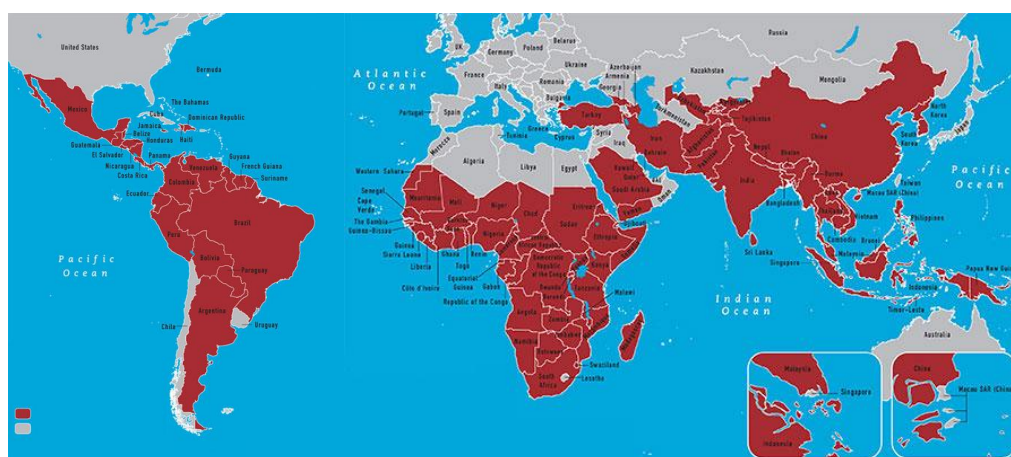 United States
Bermuda
Mexico
The Bahamas
Cuba
Dominican Republic
Jamaica
Belize
Haiti
Honduras
Guatemala
El Salvador
Panama
Nicaragua
Costa Rica
Venezuela
Guyana
French Guiana
Suriname
Colombia
Ecuador
Peru
Brazil
Bolivia
Paraguay
Argentina
Chile
Uruguay
Pacific
Ocean
Atlantic
Ocean
UK
Germany
Poland
Belarus
Ukraine
France
Romania
Italy
Bulgaria
Portugal
Spain
Greece
Cyprus
Tunisia
Morocco
Algeria
Libya
Egypt
Western Sahara
Mauritania
Mali
Niger
Chad
Sudan
Eritrea
Senegal
Cape
Verde
The Gambia
Guinea-Bissau
Guinea
Sierra Leone
Liberia
Côte d'Ivoire
Ghana
Togo
Benin
Nigeria
Equatorial
Guinea
Gabon
Republic of the Congo
Democratic
Republic
of the Congo
Ethiopia
Djibouti
Kenya
Rwanda
Burundi
Tanzania
Malawi
Angola
Zambia
Namibia
Botswana
Madagascar
Swaziland
Lesotho
South
Africa
Russia
Kazakhstan
Mongolia
Azerbaijan
Armenia
Georgia
Turkey
Syria
Iraq
Iran
Kuwait
Bahrain
Qatar
Saudi Arabia
UAE
Oman
Yemen
Turkmenistan
Tajikistan
Afghanistan
Pakistan
India
Nepal
Bhutan
Bangladesh
Burma
China
North
Korea
South
Korea
Japan
Taiwan
Macau SAR (China)
Vietnam
Thailand
Cambodia
Philippines
Brunei
Malaysia
Singapore
Sri Lanka
Indonesia
Timor-Leste
Papua New Gui
Australia
Indian
Ocean
Pacific
Ocean
Malaysia
Singapore
Indonesia
China
Macau SAR (China